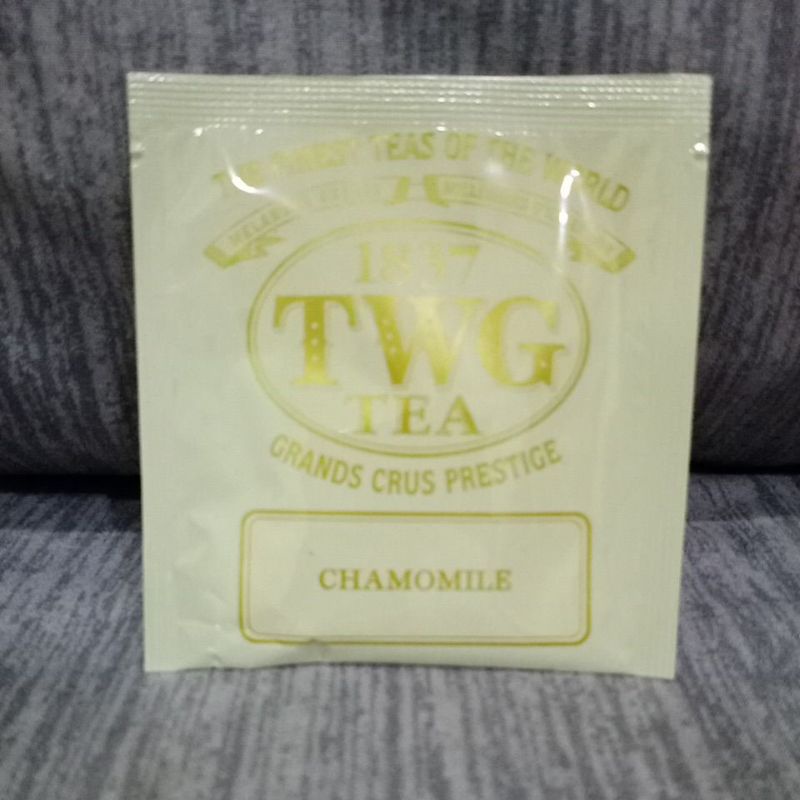 THE FINEST TEAS OF THE WORLD
1837
TWG
TEA
GRANDS CRUS PRESTIGE
CHAMOMILE